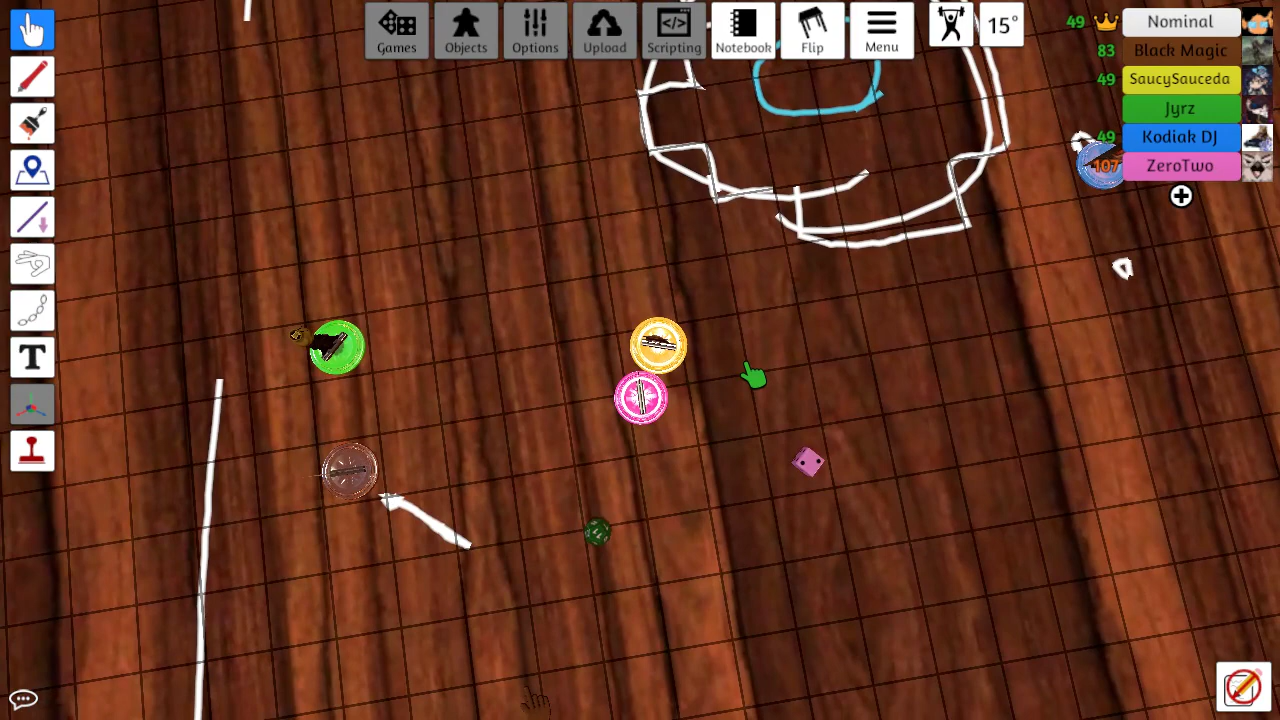 Games
Objects
Options
Upload
Scripting
Notebook
Flip
Menu
15°
49 Nominal
83 Black Magic
49 SaucySauceda
Jyrz
49 Kodiak DJ
107 ZeroTwo
T